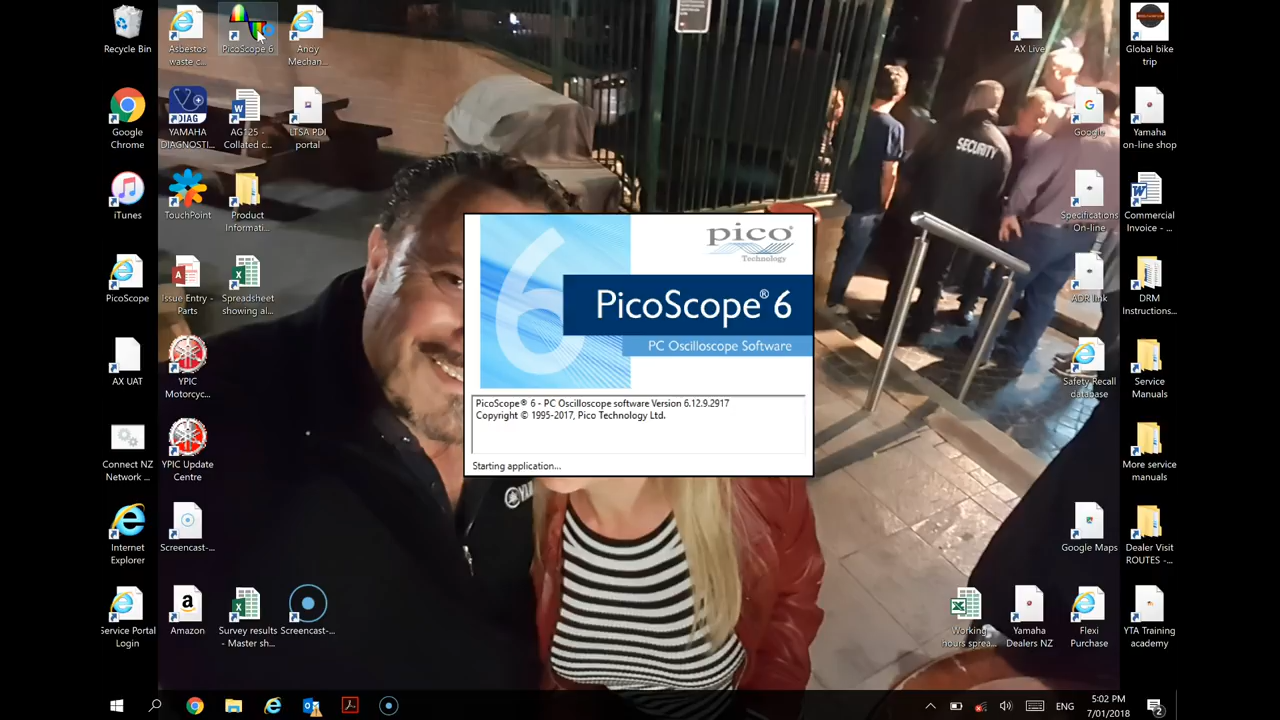 Recycle Bin
Asbestos
waste c...
PicoScope 6
Anoy
Mechan...
AX Live
Global bike
trip
Google
Chrome
DIAG
YAMAHA
DIAGNOSTI...
AG125 -
Collated c...
LTSA PDI
portal
Google
Yamaha
on-line shop
SECURITY
iTunes
TouchPoint
Product
Informati...
Specifications
On-line
Commercial
Invoice - ...
pico
Technology
6
PicoScope® 6
PC Oscilloscope Software
PicoScope
Issue Entry -
Parts
Spreadsheet
showing al...
ADR link
DRM
Instructions...
AX UAT
YPIC
Motorcyc...
Safety Recall
database
Service
Manuals
PicoScope® 6 - PC Oscilloscope software Version 6.12.9.2917
Copyright © 1995-2017, Pico Technology Ltd.
Starting application...
Connect NZ
Network ...
YPIC Update
Centre
More service
manuals
Internet
Explorer
Screencast-...
Google Maps
Dealer Visit
ROUTES -...
Service Portal
Login
Amazon
Survey results
- Master sh...
Screencast-...
Working
hours sprea...
Yamaha
Dealers NZ
Flexi
Purchase
YTA Training
academy
ENG
5:02 PM
7/01/2018
2